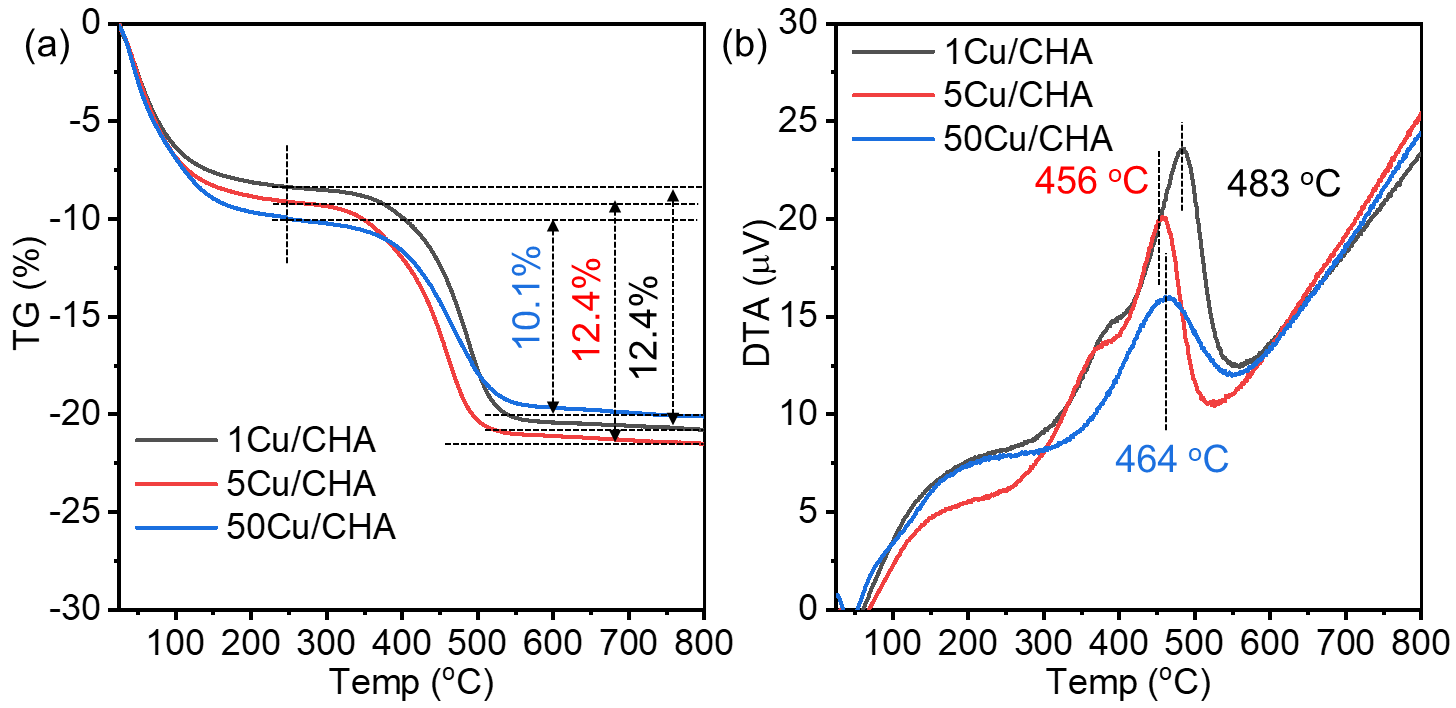 (a)
TG (%)
0
-5
-10
-15
-20
-25
-30
10.1%
12.4%
12.4%
1Cu/CHA
5Cu/CHA
50Cu/CHA
100 200 300 400 500 600 700 800
Temp (°C)
(b)
DTA (μV)
30
25
20
15
10
5
0
1Cu/CHA
5Cu/CHA
50Cu/CHA
456 °C
483 °C
464 °C
100 200 300 400 500 600 700 800
Temp (°C)